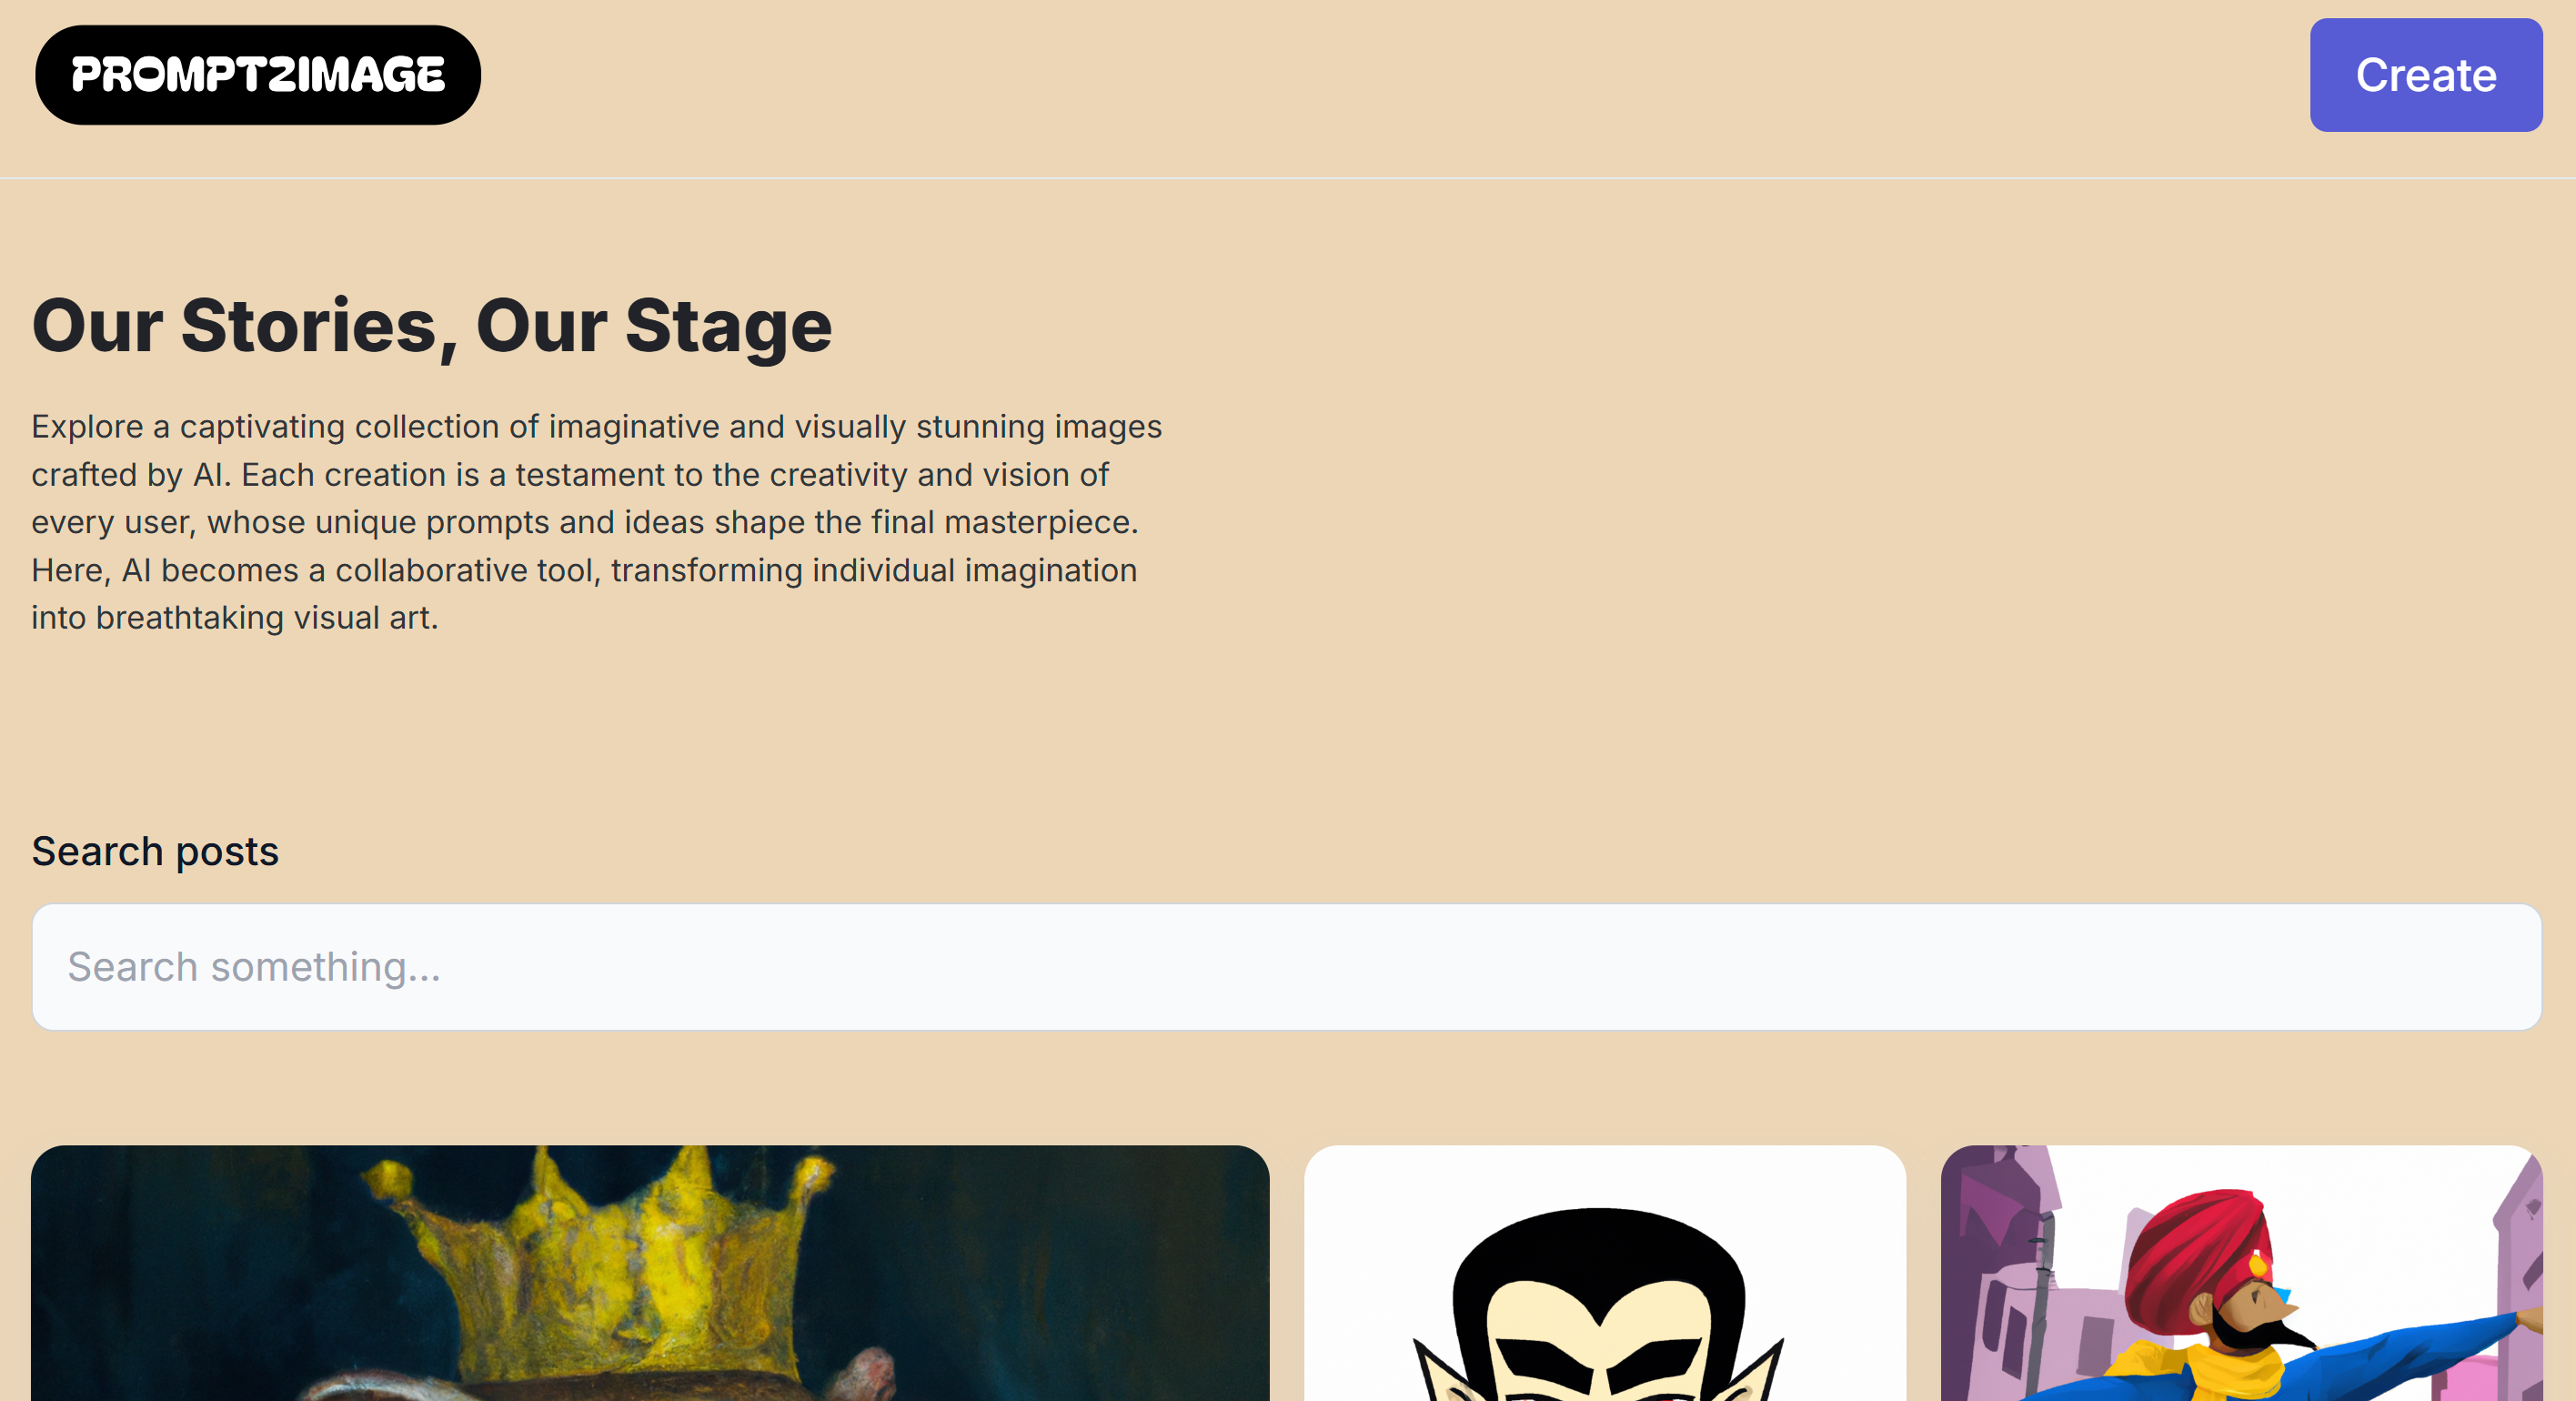 PROMPT2IMAGE
Create
Our Stories, Our Stage
Explore a captivating collection of imaginative and visually stunning images
crafted by AI. Each creation is a testament to the creativity and vision of
every user, whose unique prompts and ideas shape the final masterpiece.
Here, AI becomes a collaborative tool, transforming individual imagination
into breathtaking visual art.
Search posts
Search something...